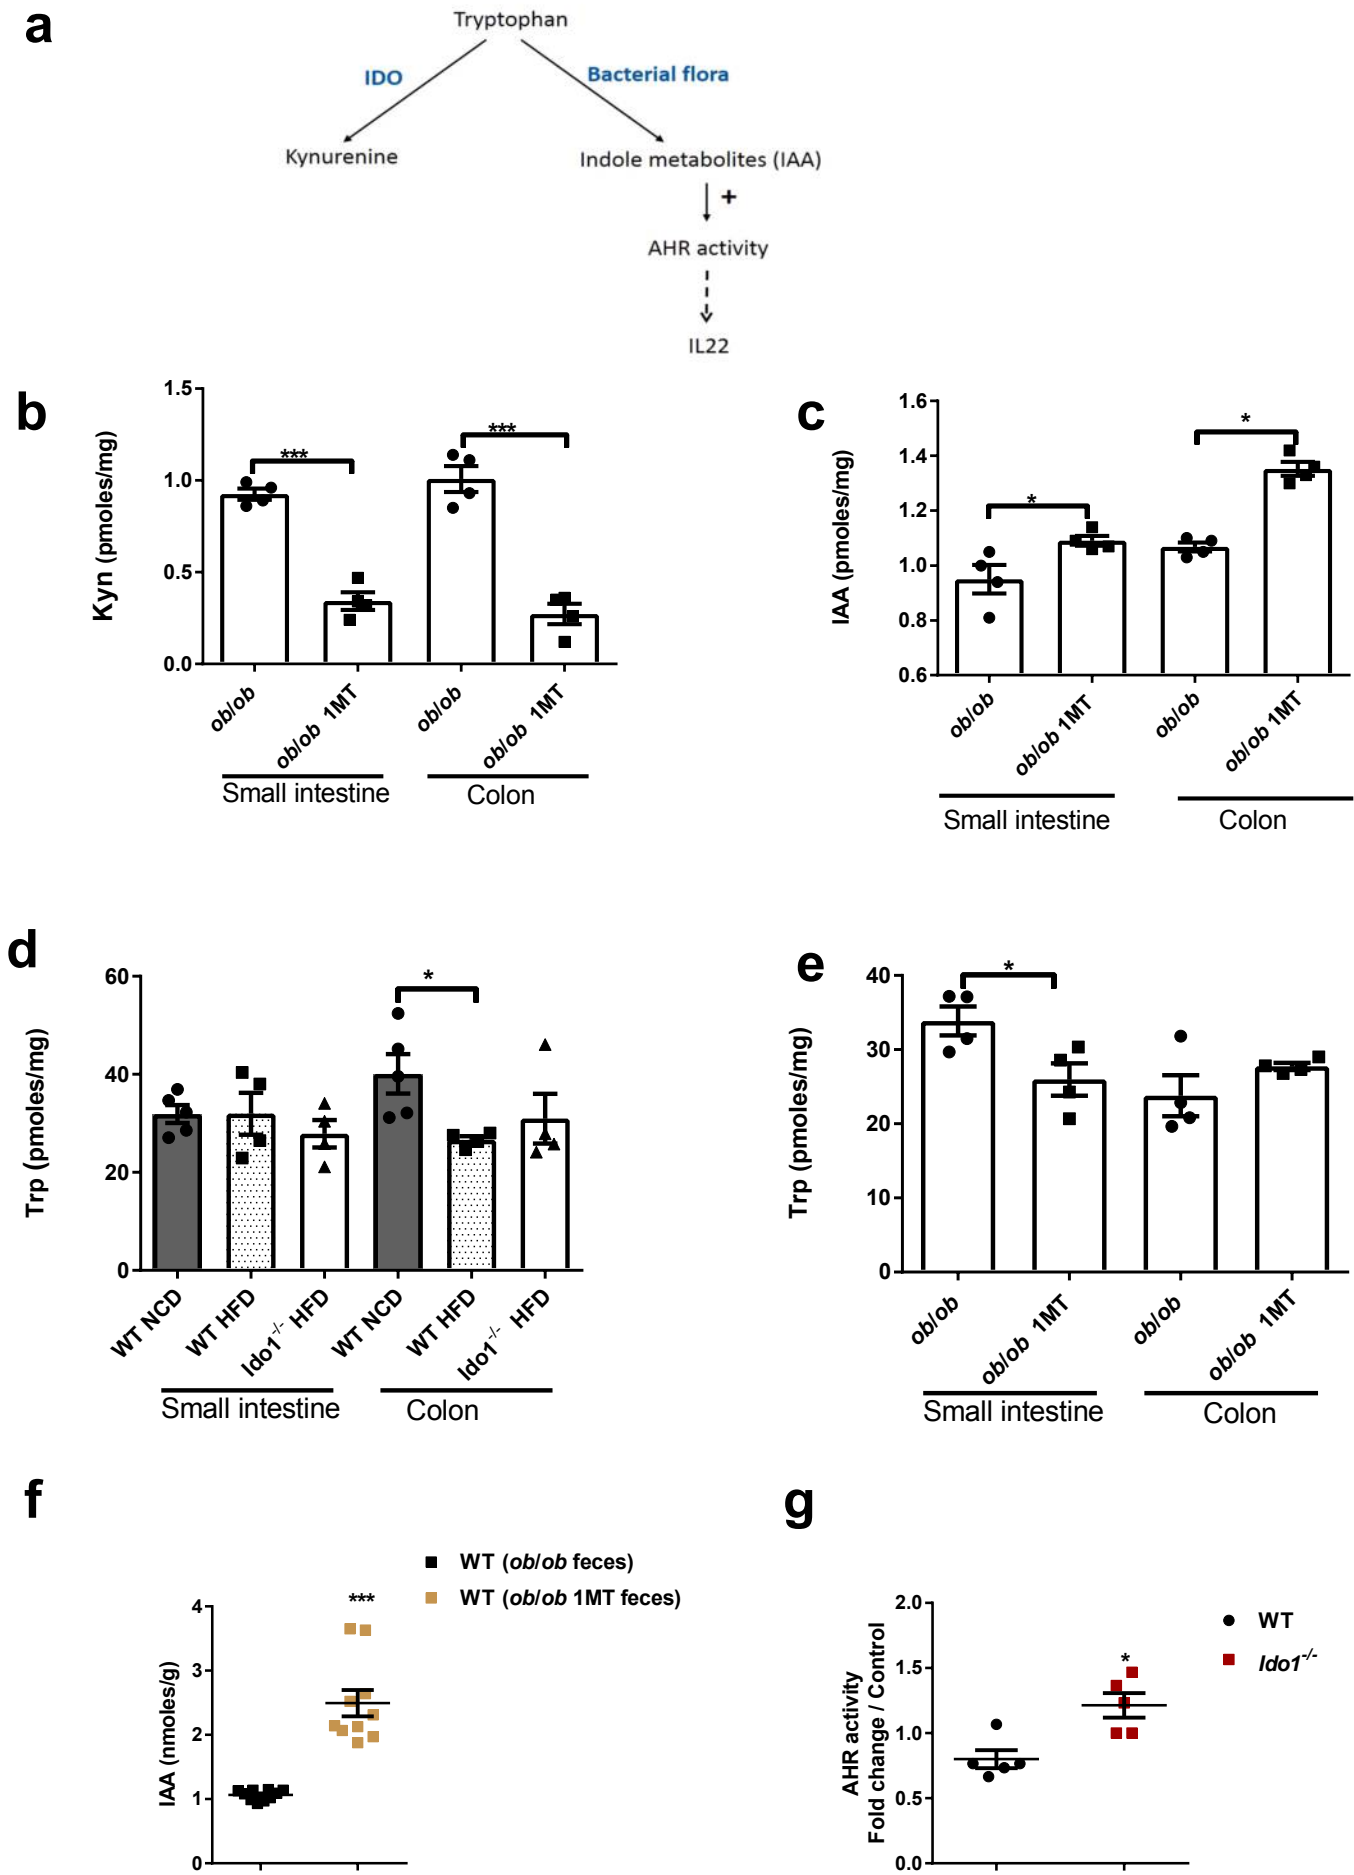 a
Tryptophan
IDO
Bacterial flora
Kynurenine
Indole metabolites (IAA)
+
AHR activity
IL22
b
Kyn (pmoles/mg)
1.5
1.0
0.5
0.0
***
***
ob/ob
ob/ob 1MT
ob/ob
ob/ob 1MT
Small intestine
Colon
c
IAA (pmoles/mg)
1.6
1.4
1.2
1.0
0.8
0.6
*
*
ob/ob
ob/ob 1MT
ob/ob
ob/ob 1MT
Small intestine
Colon
d
Trp (pmoles/mg)
60
40
20
0
*
WT NCD
WT HFD
Ido1-/- HFD
WT NCD
WT HFD
Ido1-/- HFD
Small intestine
Colon
e
Trp (pmoles/mg)
40
30
20
10
0
*
ob/ob
ob/ob 1MT
ob/ob
ob/ob 1MT
Small intestine
Colon
f
IAA (nmoles/g)
4
3
2
1
0
***
WT (ob/ob feces)
WT (ob/ob 1MT feces)
g
AHR activity
Fold change / Control
2.0
1.5
1.0
0.5
0.0
*
WT
Ido1-/-